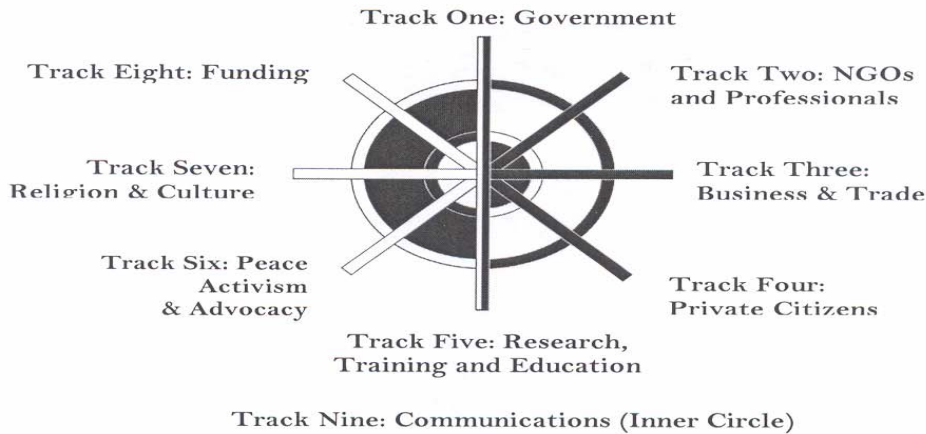 Track One: Government
Track Eight: Funding
Track Two: NGOs
and Professionals
Track Seven:
Religion & Culture
Track Three:
Business & Trade
Track Six: Peace
Activism
& Advocacy
Track Four:
Private Citizens
Track Five: Research,
Training and Education
Track Nine: Communications (Inner Circle)